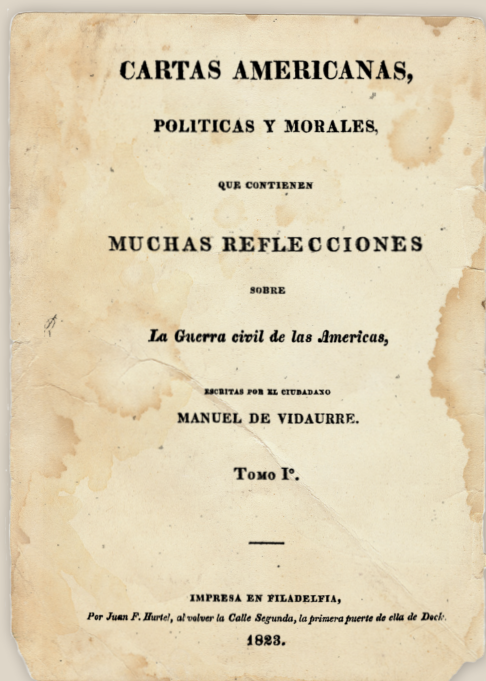 CARTAS AMERICANAS,
POLITICAS Y MORALES,
QUE CONTIENEN
MUCHAS REFLECCIONES
SOBRE
La Guerra civil de las Americas,
ESCRITAS POR EL CIUDADANO
MANUEL DE VIDAURRE.
Tomo I°.
IMPRESA EN FILADELFIA,
Por Juan F. Hurtel, al volver la Calle Segunda, la primera puerte de ella de Dock.
1823.